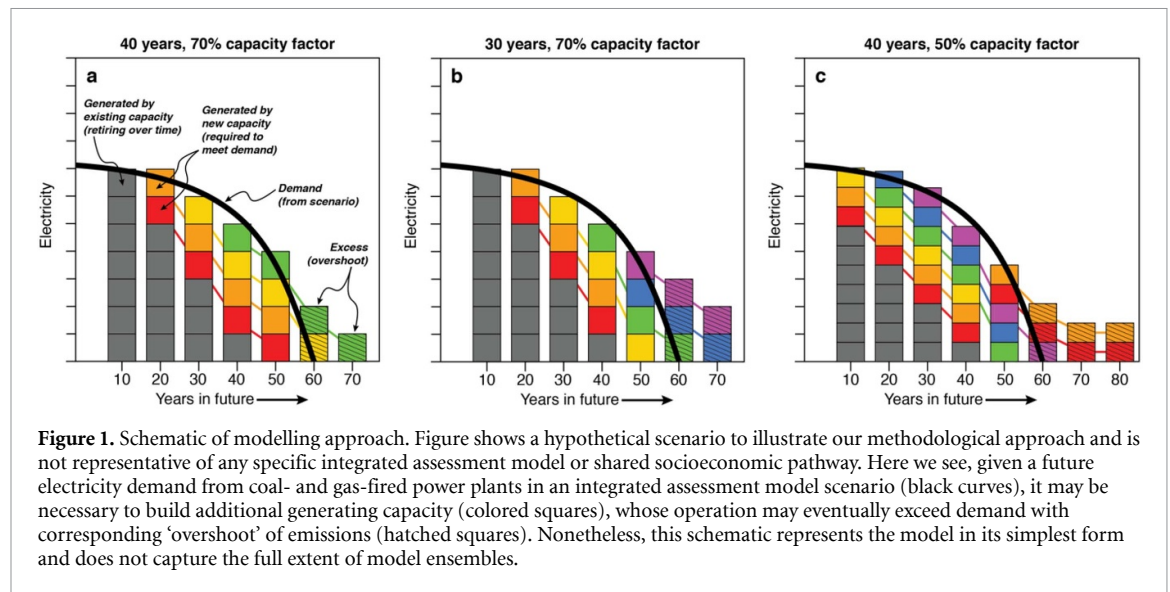 40 years, 70% capacity factor
a
Generated by
existing capacity
(retiring over time)
Generated by
new capacity
(required to
meet demand)
Demand
(from scenario)
Excess
(overshoot)
Electricity
10 20 30 40 50 60 70
Years in future
30 years, 70% capacity factor
b
Electricity
10 20 30 40 50 60 70
Years in future
40 years, 50% capacity factor
c
Electricity
10 20 30 40 50 60 70 80
Years in future
Figure 1. Schematic of modelling approach. Figure shows a hypothetical scenario to illustrate our methodological approach and is
not representative of any specific integrated assessment model or shared socioeconomic pathway. Here we see, given a future
electricity demand from coal- and gas-fired power plants in an integrated assessment model scenario (black curves), it may be
necessary to build additional generating capacity (colored squares), whose operation may eventually exceed demand with
corresponding ‘overshoot’ of emissions (hatched squares). Nonetheless, this schematic represents the model in its simplest form
and does not capture the full extent of model ensembles.